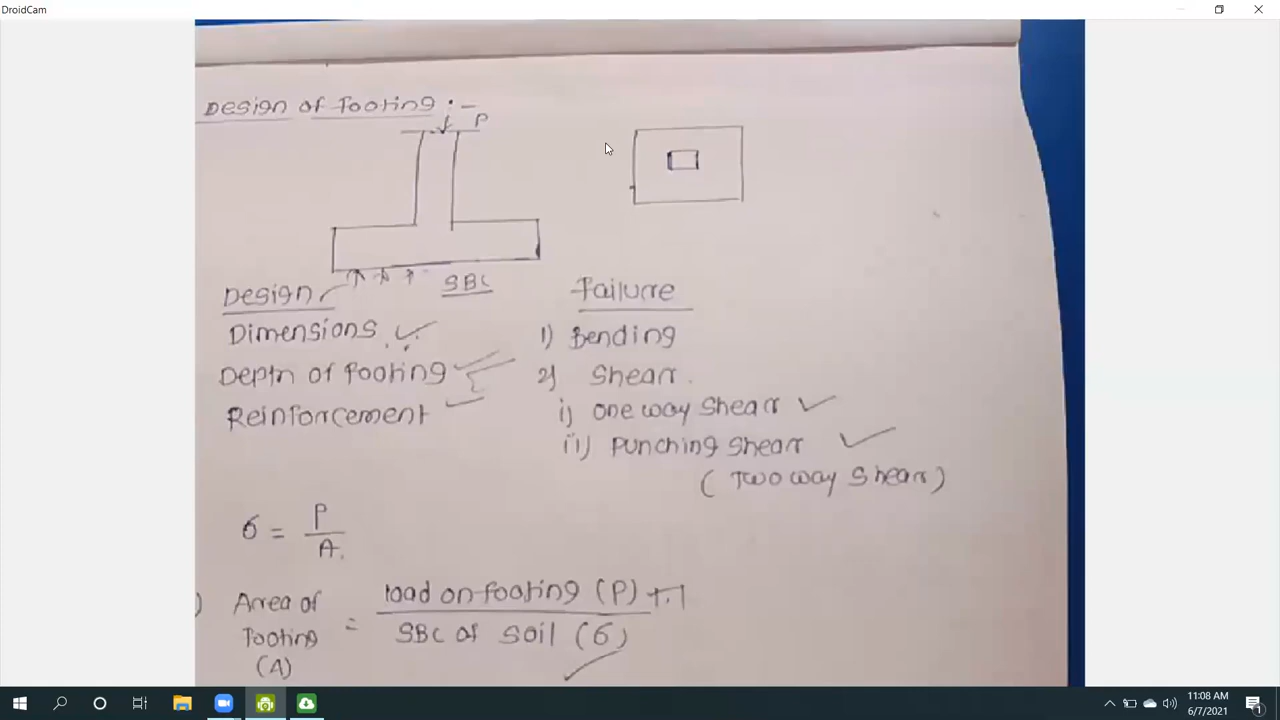 DroidCam
Design of footing :-
P
SBC
Design
Dimensions
Depth of footing
Reinforcement
Failure
1) Bending
2) Shear.
i) one way shear
ii) Punching shear
(Two way shear)
σ = P
A.
) Area of footing (A) = load on footing (P)
SBC of soil (σ)
11:08 AM
6/7/2021
1